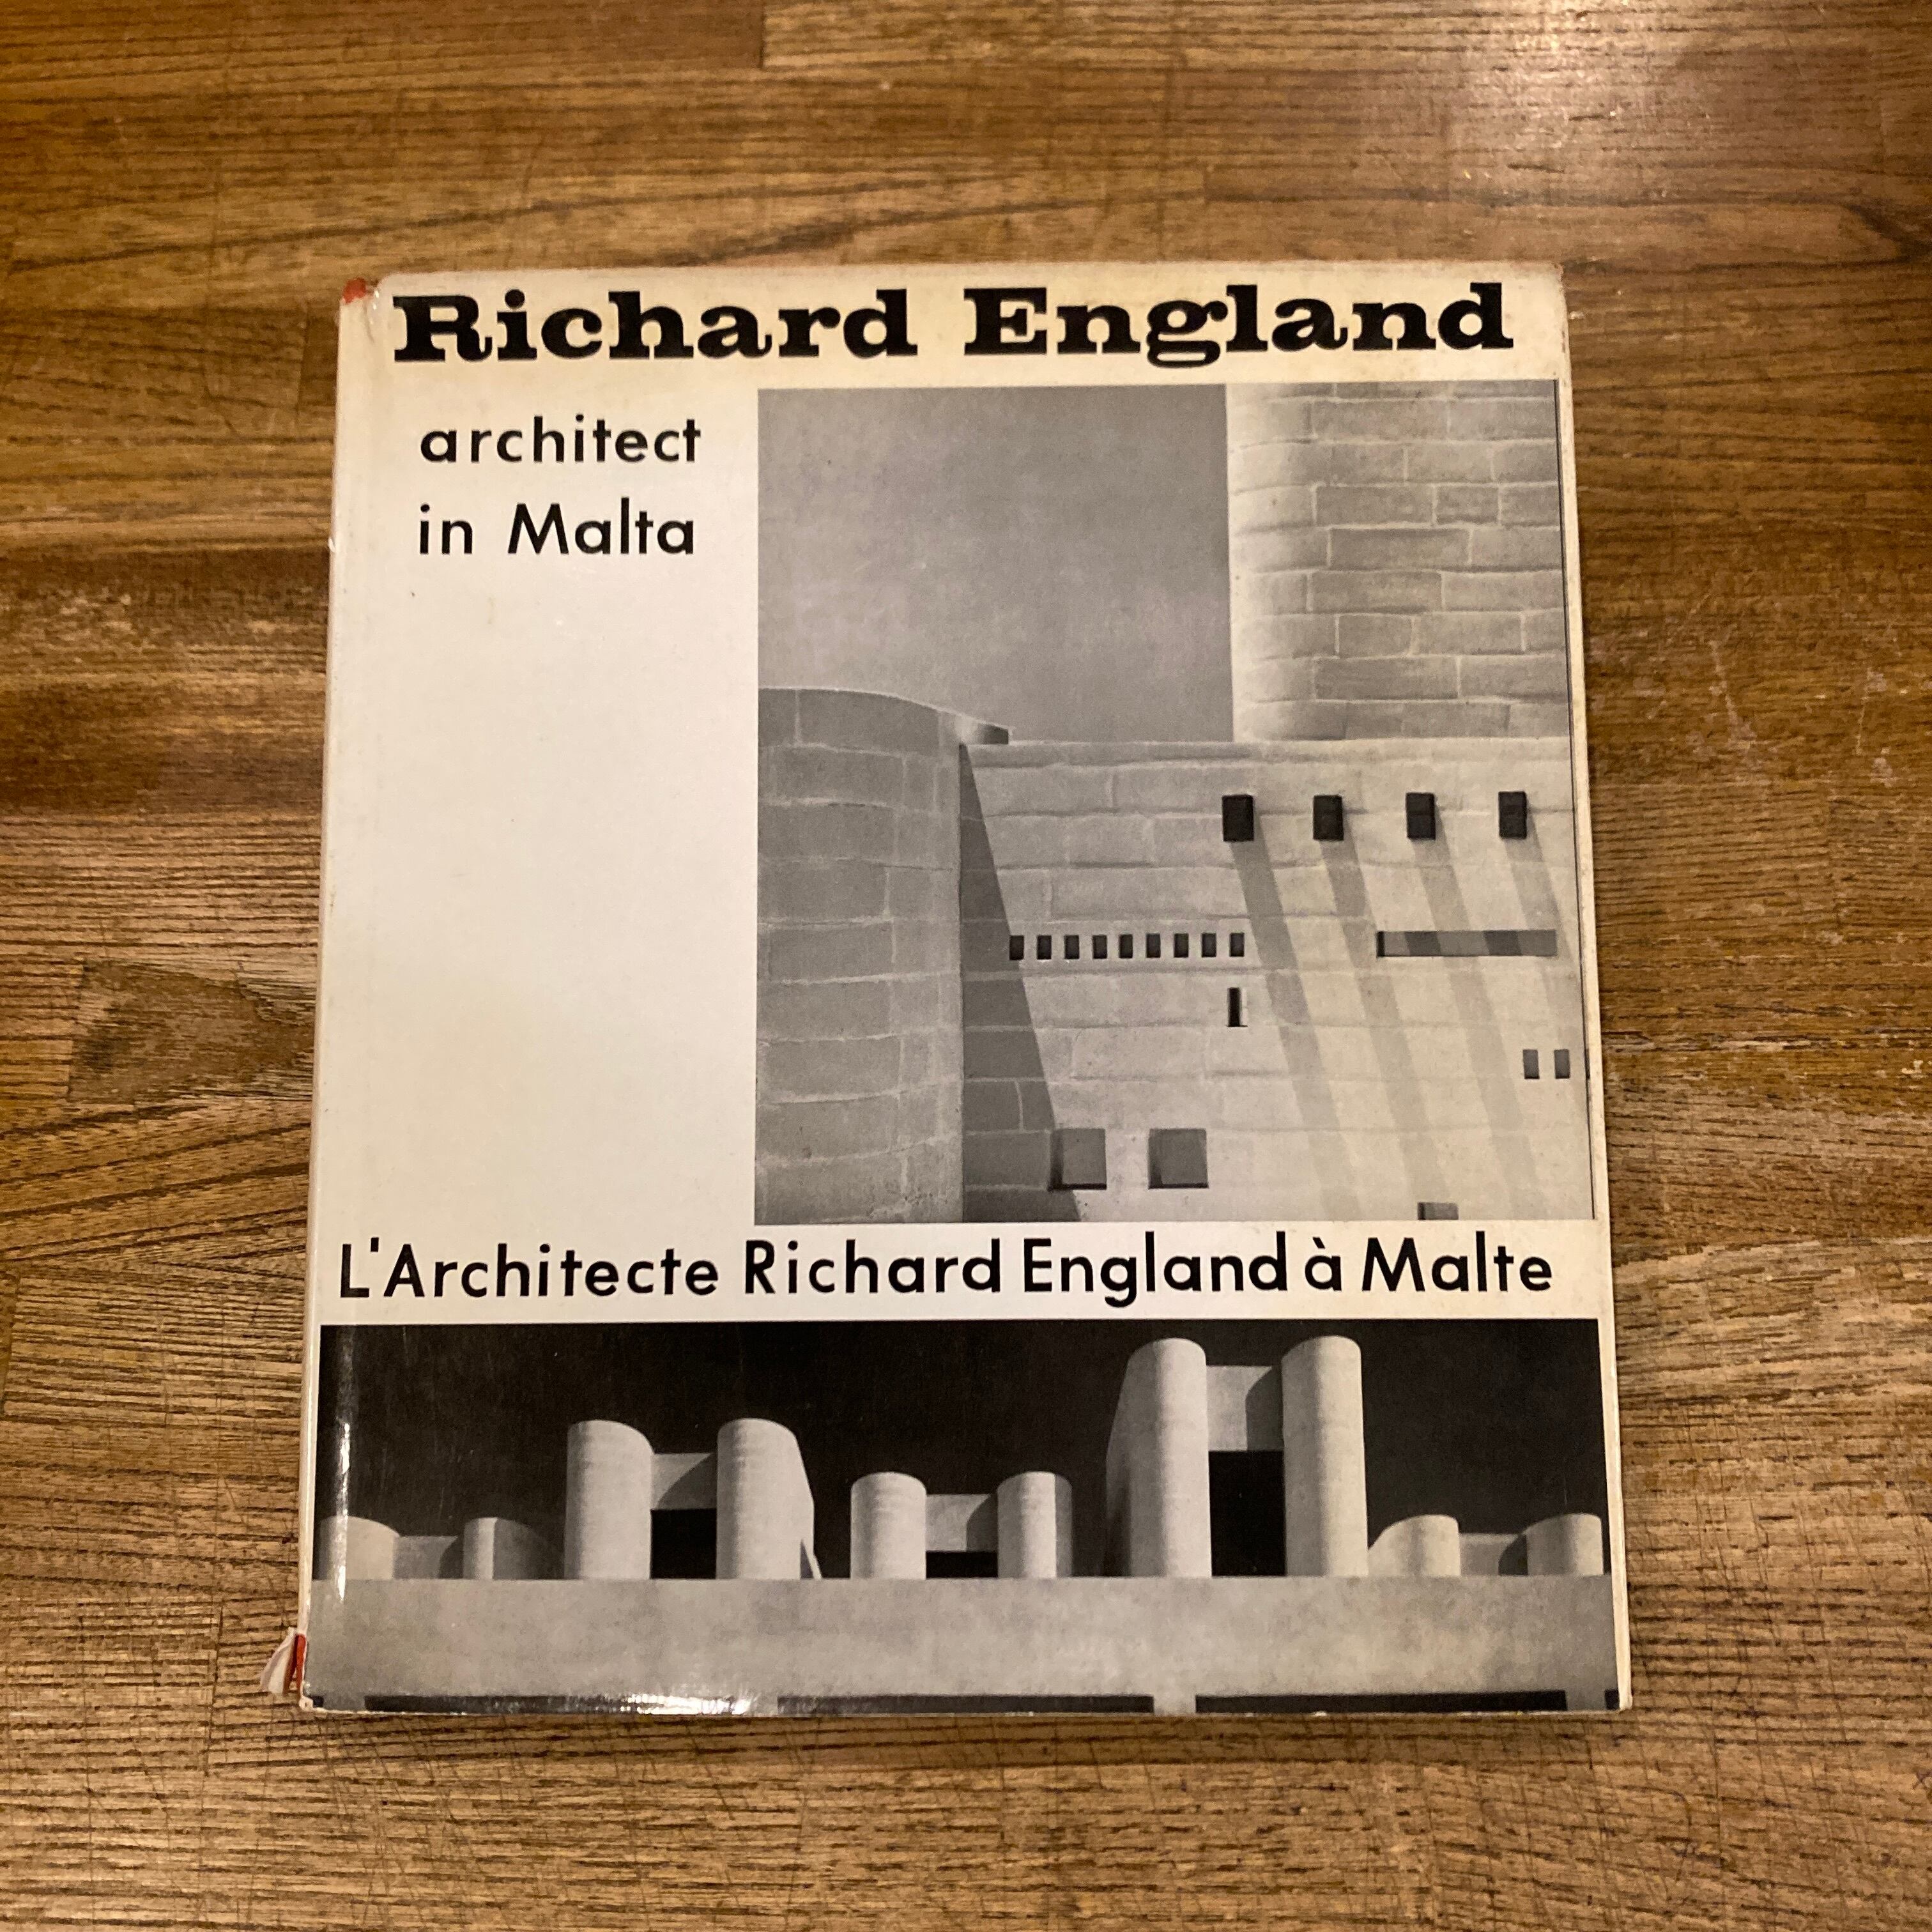 Richard England
architect
in Malta
L'Architecte Richard England à Malte